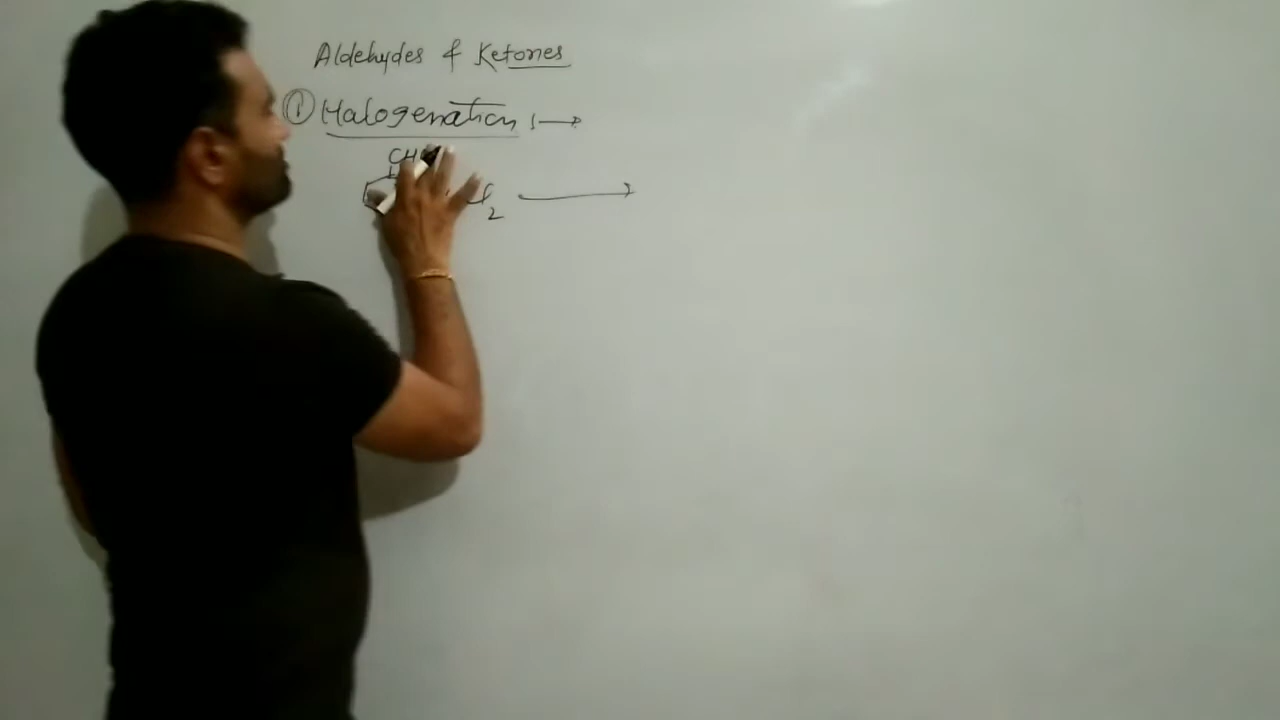 Aldehydes & Ketones
① Halogenation :→
CH
2 →